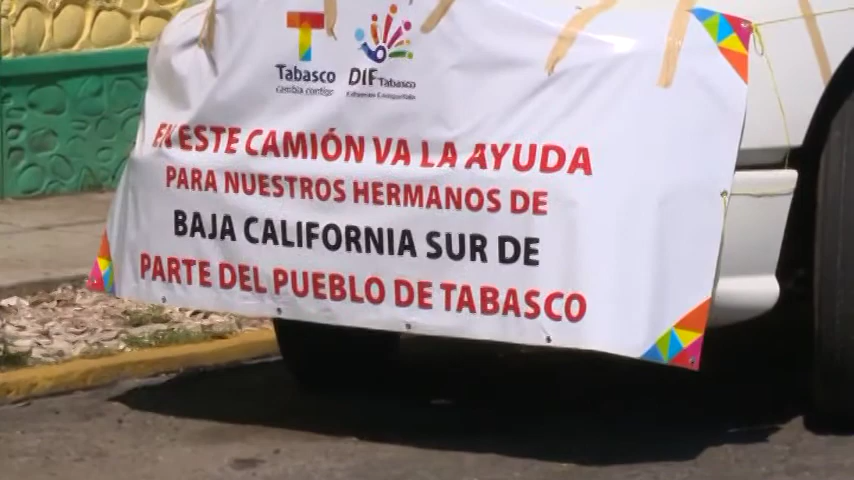 Tabasco
cambia contigo
DIF Tabasco
EN ESTE CAMIÓN VA LA AYUDA
PARA NUESTROS HERMANOS DE
BAJA CALIFORNIA SUR DE
PARTE DEL PUEBLO DE TABASCO